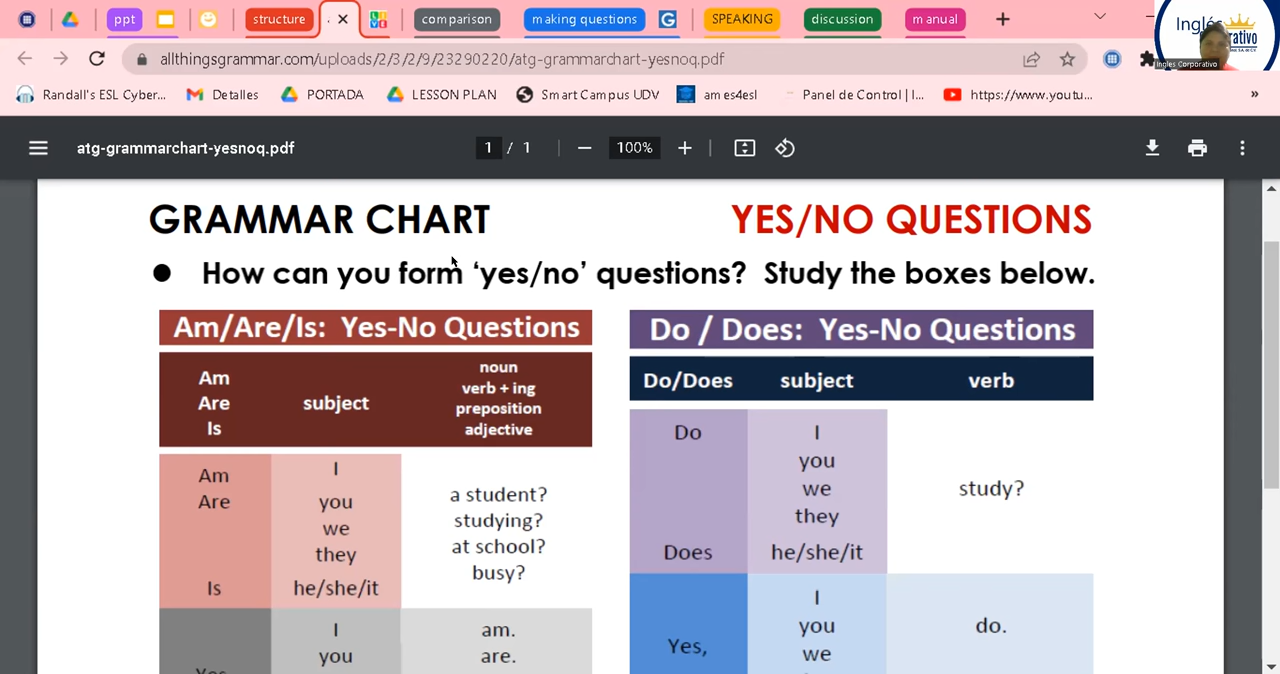 ppt
structure
comparison
making questions
SPEAKING
discussion
manual
allthingsgrammar.com/uploads/2/3/2/9/23290220/atg-grammarchart-yesnoq.pdf
Inglés
Ingles Corporativo
Randall's ESL Cyber...
Detalles
PORTADA
LESSON PLAN
Smart Campus UDV
am es4esl
Panel de Control | I...
https://www.youtu...
»
atg-grammarchart-yesnoq.pdf
1 / 1
100%
GRAMMAR CHART
YES/NO QUESTIONS
● How can you form ‘yes/no’ questions? Study the boxes below.
Am/Are/Is: Yes-No Questions
Am
Are
Is
subject
noun
verb + ing
preposition
adjective
Am
Are
Is
I
you
we
they
he/she/it
a student?
studying?
at school?
busy?
I
you
am.
are.
Do / Does: Yes-No Questions
Do/Does
subject
verb
Do
Does
I
you
we
they
he/she/it
study?
Yes,
I
you
we
do.